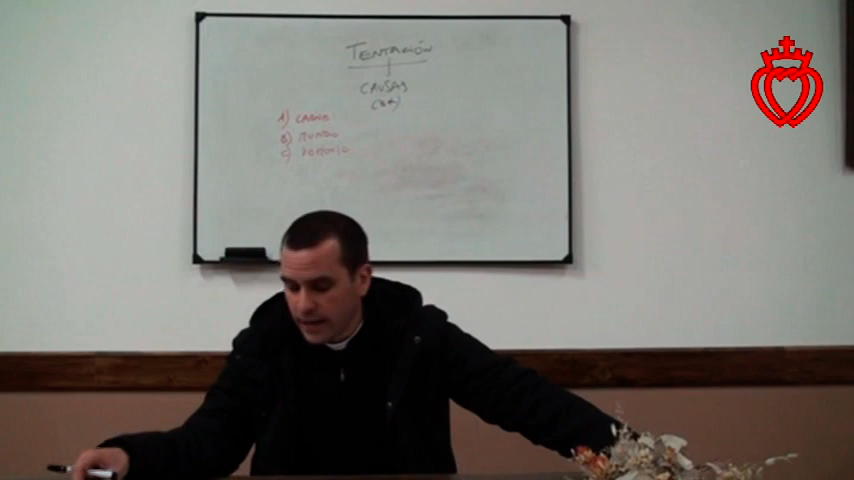 TENTACIÓN
CAUSAS
A) CARNE
B) MUNDO
C) DEMONIO